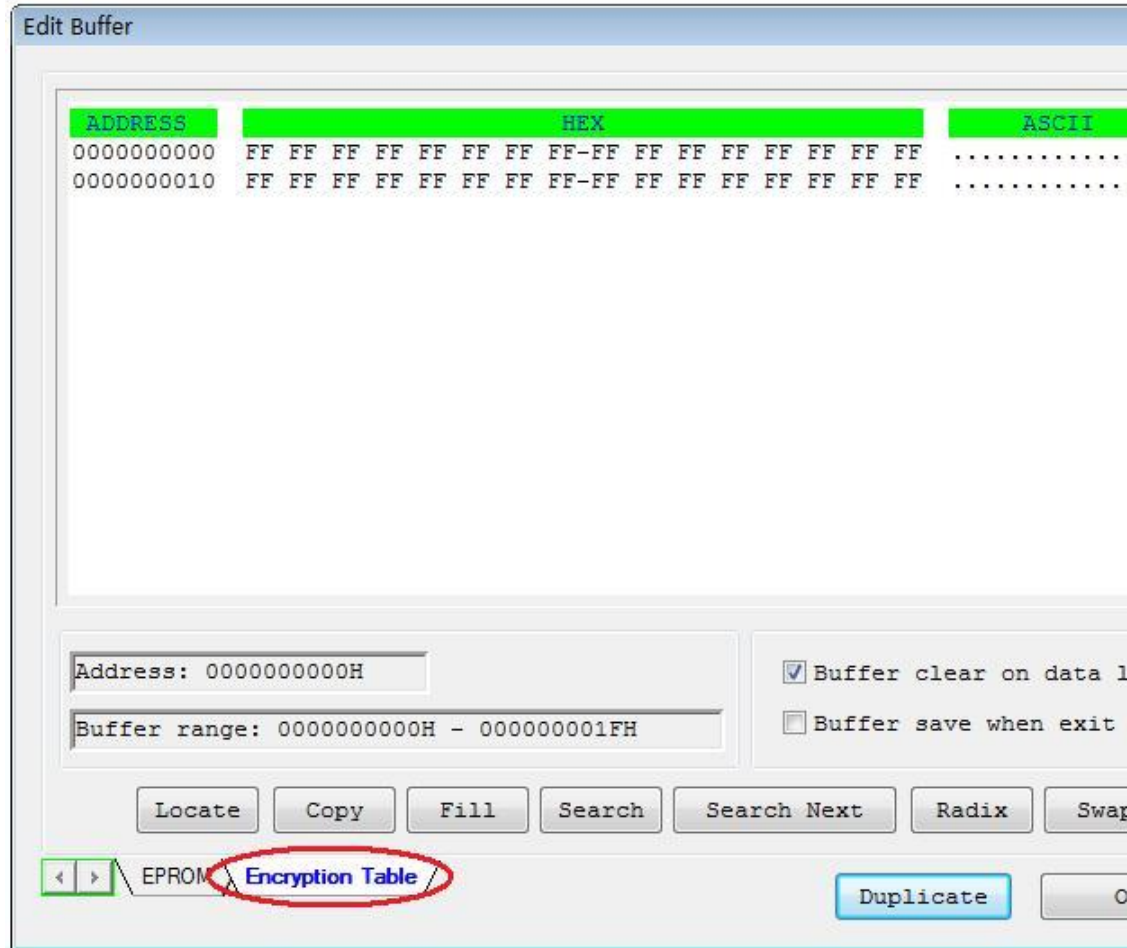 Edit Buffer
ADDRESS HEX ASCII
0000000000 FF FF FF FF FF FF FF FF-FF FF FF FF FF FF FF FF ............
0000000010 FF FF FF FF FF FF FF FF-FF FF FF FF FF FF FF FF ............
Address: 0000000000H
Buffer clear on data l
Buffer range: 0000000000H - 000000001FH
Buffer save when exit
Locate Copy Fill Search Search Next Radix Swap
EPROM Encryption Table
Duplicate O